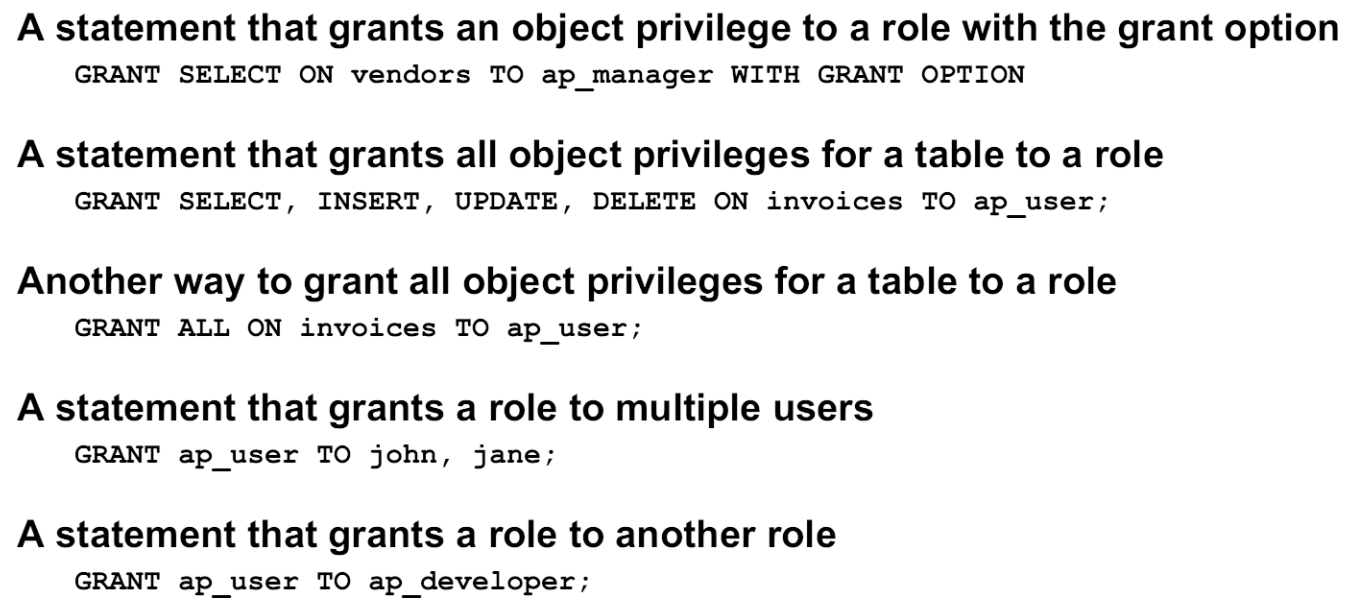 A statement that grants an object privilege to a role with the grant option
GRANT SELECT ON vendors TO ap_manager WITH GRANT OPTION
A statement that grants all object privileges for a table to a role
GRANT SELECT, INSERT, UPDATE, DELETE ON invoices TO ap_user;
Another way to grant all object privileges for a table to a role
GRANT ALL ON invoices TO ap_user;
A statement that grants a role to multiple users
GRANT ap_user TO john, jane;
A statement that grants a role to another role
GRANT ap_user TO ap_developer;